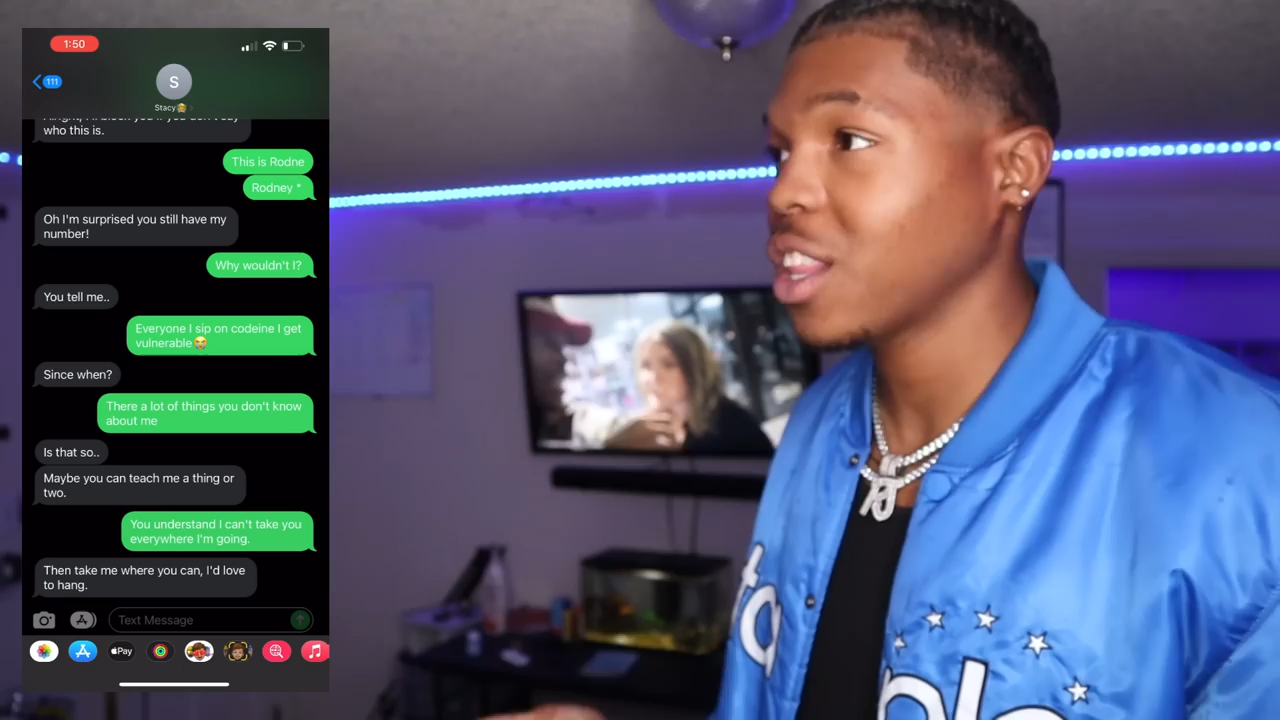 1:50
111
S
Stacy
who this is.
This is Rodne
Rodney *
Oh I'm surprised you still have my
number!
Why wouldn't I?
You tell me..
Everyone I sip on codeine I get
vulnerable😭
Since when?
There a lot of things you don't know
about me
Is that so..
Maybe you can teach me a thing or
two.
You understand I can't take you
everywhere I'm going.
Then take me where you can, I'd love
to hang.
Text Message
Pay